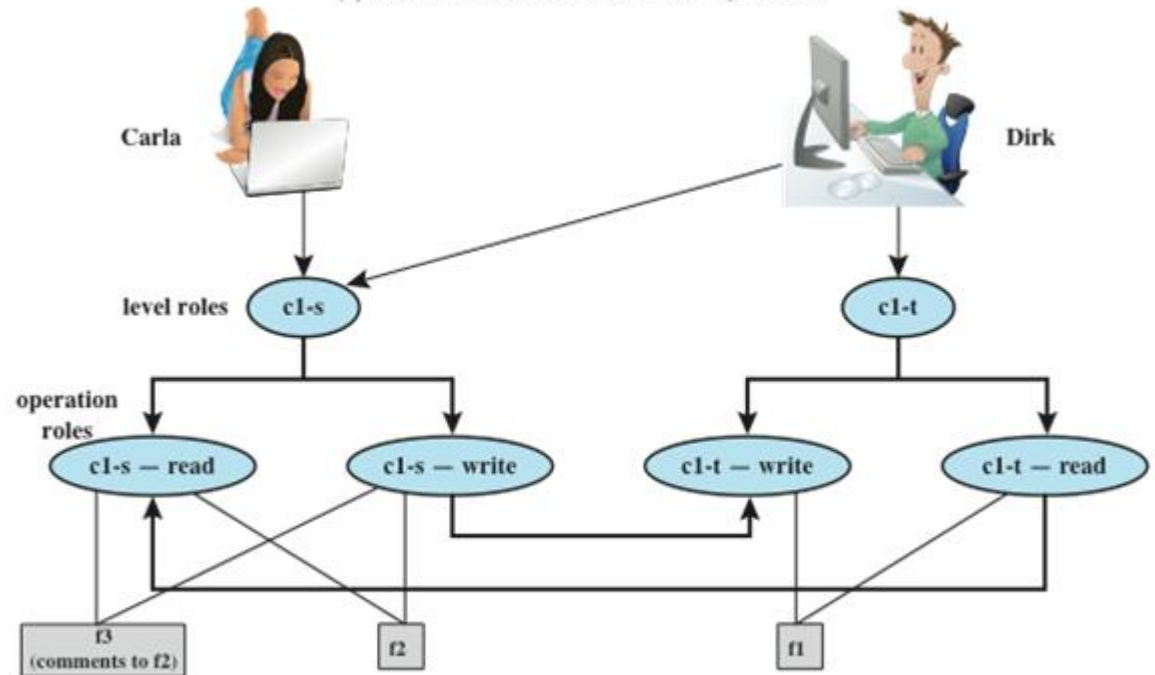 Carla
Dirk
level roles
c1-s
c1-t
operation
roles
c1-s — read
c1-s — write
c1-t — write
c1-t — read
f3
(comments to f2)
f2
f1